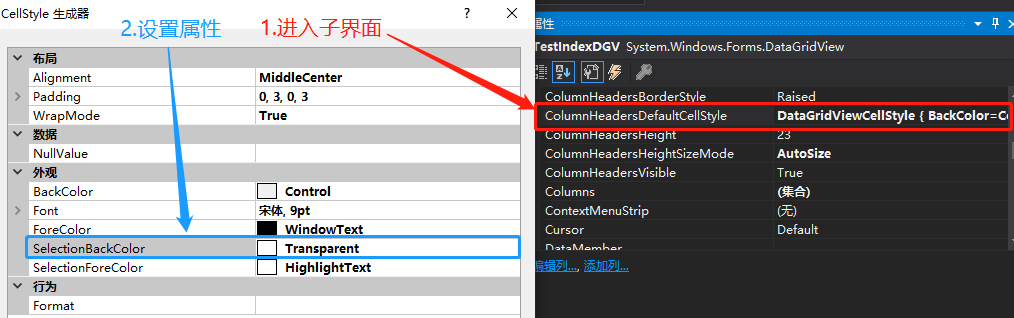 CellStyle 生成器
?
2.设置属性
布局
Alignment MiddleCenter
Padding 0, 3, 0, 3
WrapMode True
数据
NullValue
外观
BackColor Control
Font 宋体, 9pt
ForeColor WindowText
SelectionBackColor Transparent
SelectionForeColor HighlightText
行为
Format
1.进入子界面
属性
TestIndexDGV System.Windows.Forms.DataGridView
ColumnHeadersBorderStyle Raised
ColumnHeadersDefaultCellStyle DataGridViewCellStyle { BackColor=Co
ColumnHeadersHeight 23
ColumnHeadersHeightSizeMode AutoSize
ColumnHeadersVisible True
Columns (集合)
ContextMenuStrip (无)
Cursor Default
DataMember
编辑列..., 添加列...